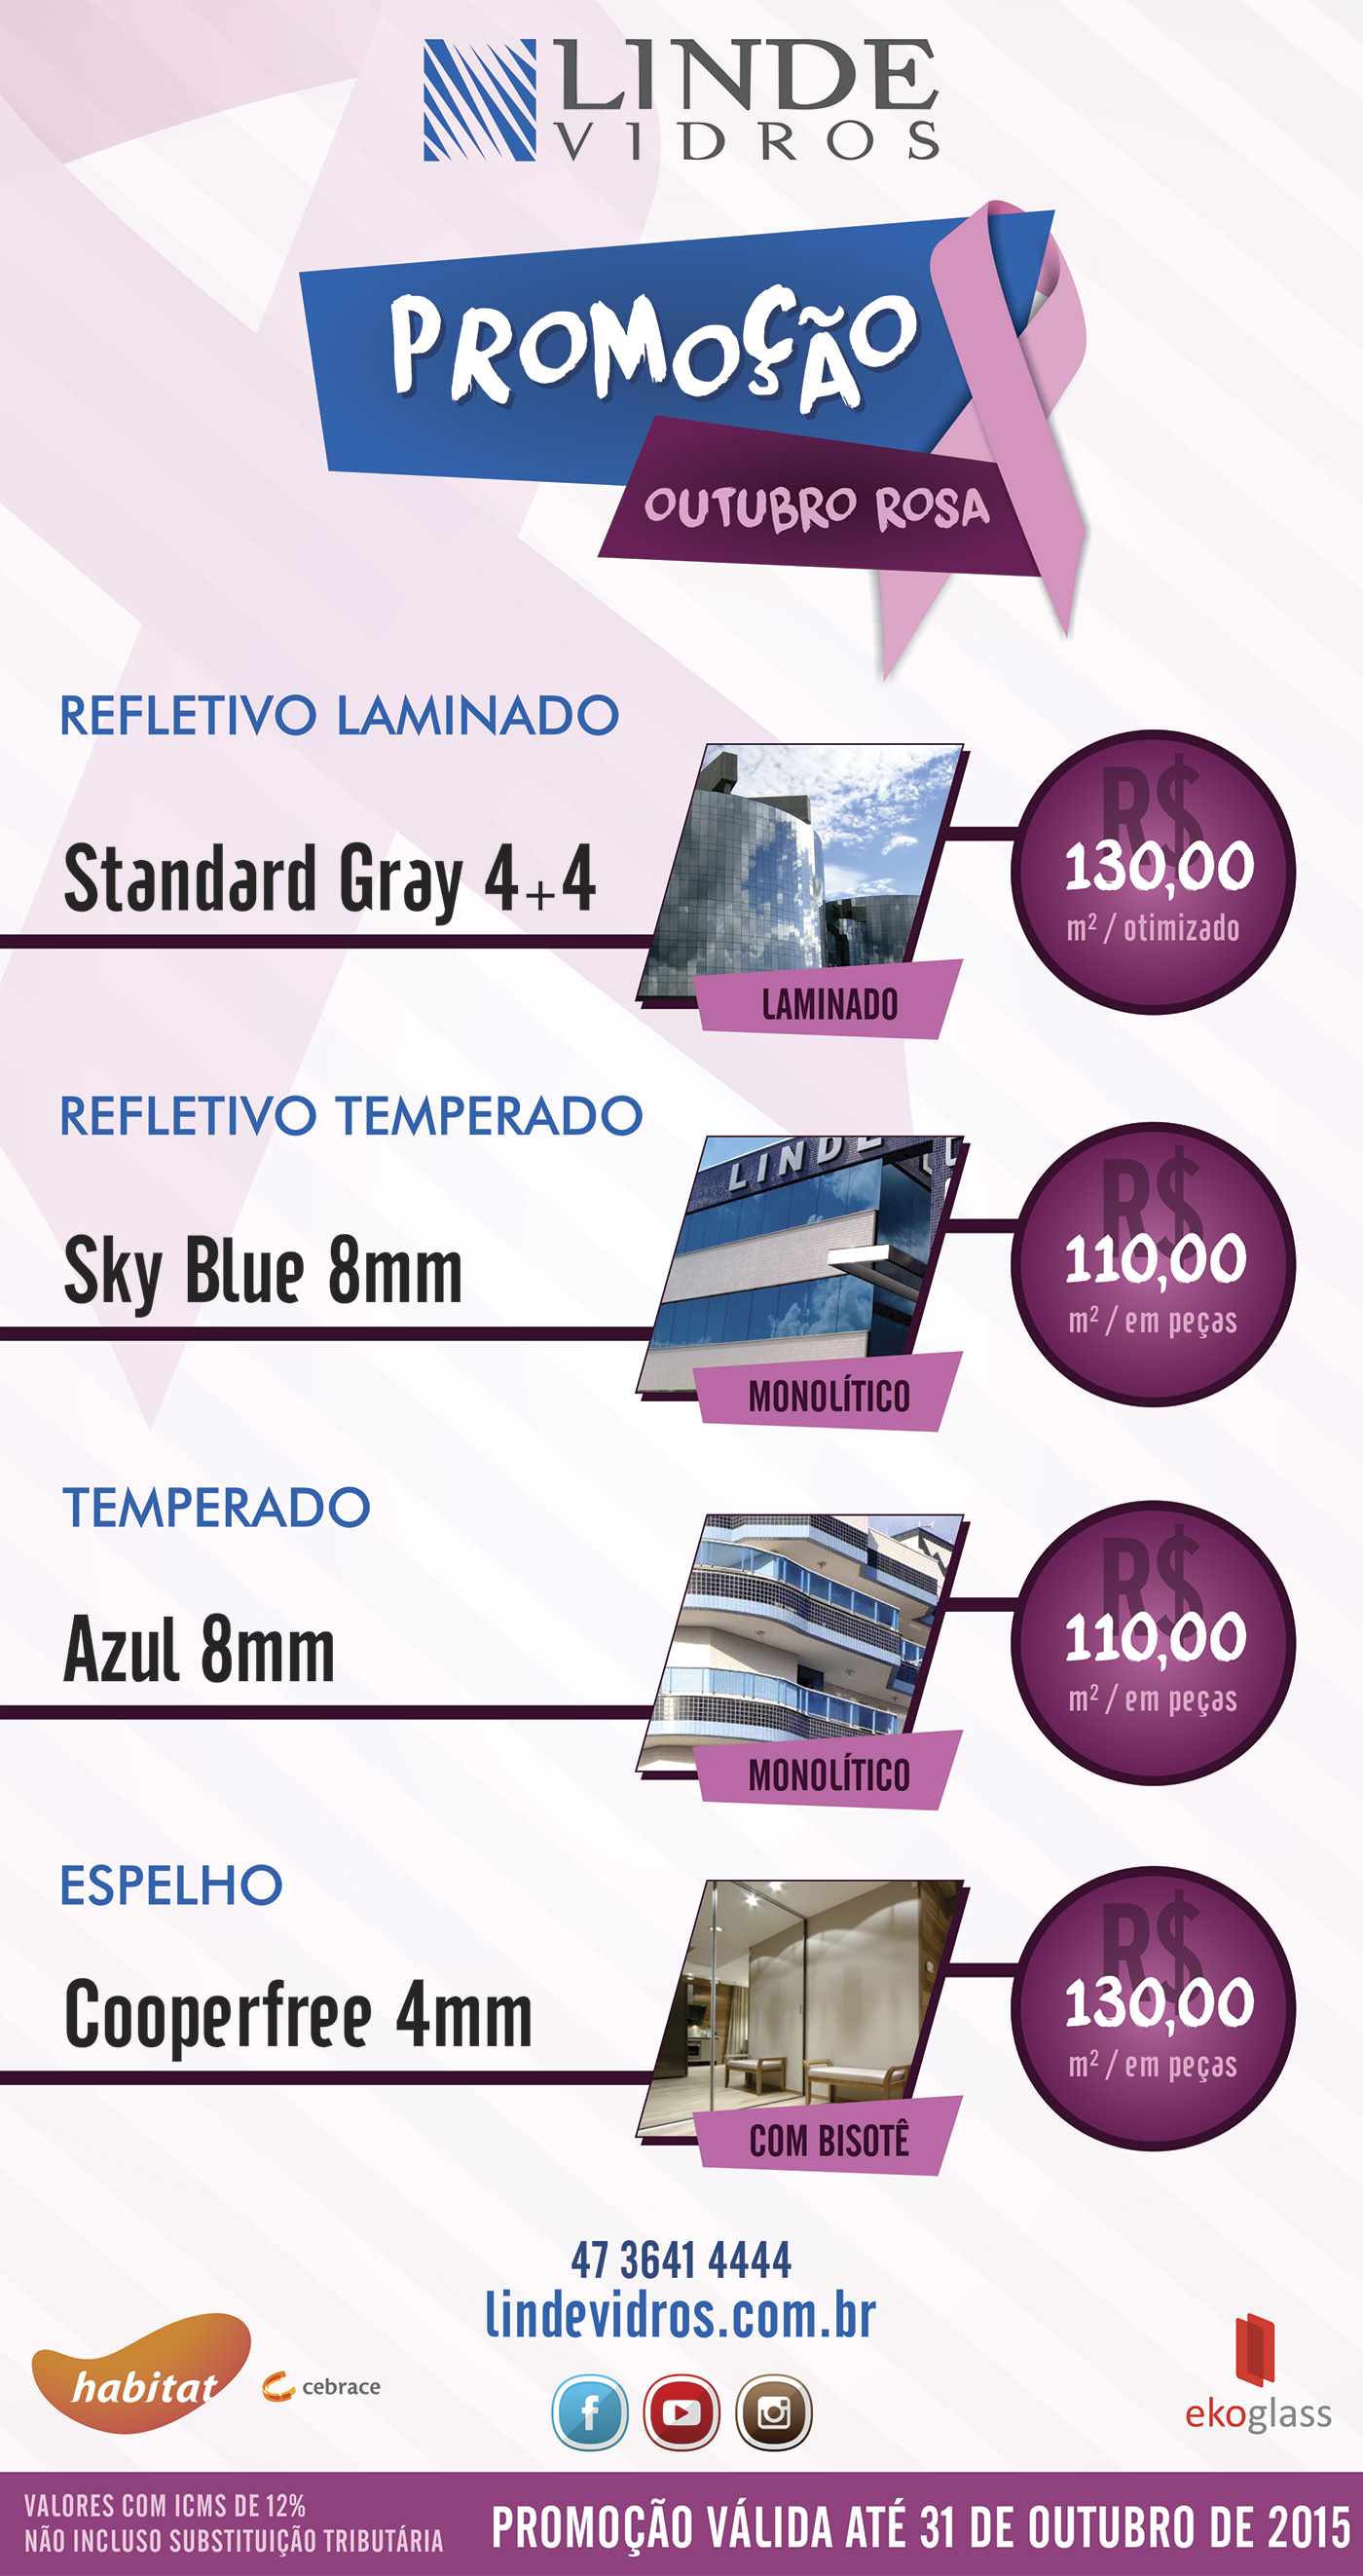 LINDE
VIDROS
PROMOÇÃO
OUTUBRO ROSA
REFLETIVO LAMINADO
Standard Gray 4+4
LAMINADO
R$
130,00
m² / otimizado
REFLETIVO TEMPERADO
Sky Blue 8mm
LINDE
MONOLÍTICO
R$
110,00
m² / em peças
TEMPERADO
Azul 8mm
MONOLÍTICO
R$
110,00
m² / em peças
ESPELHO
Cooperfree 4mm
COM BISOTÊ
R$
130,00
m² / em peças
47 3641 4444
lindevidros.com.br
habitat
cebrace
ekoglass
VALORES COM ICMS DE 12%
NÃO INCLUSO SUBSTITUIÇÃO TRIBUTÁRIA
PROMOÇÃO VÁLIDA ATÉ 31 DE OUTUBRO DE 2015